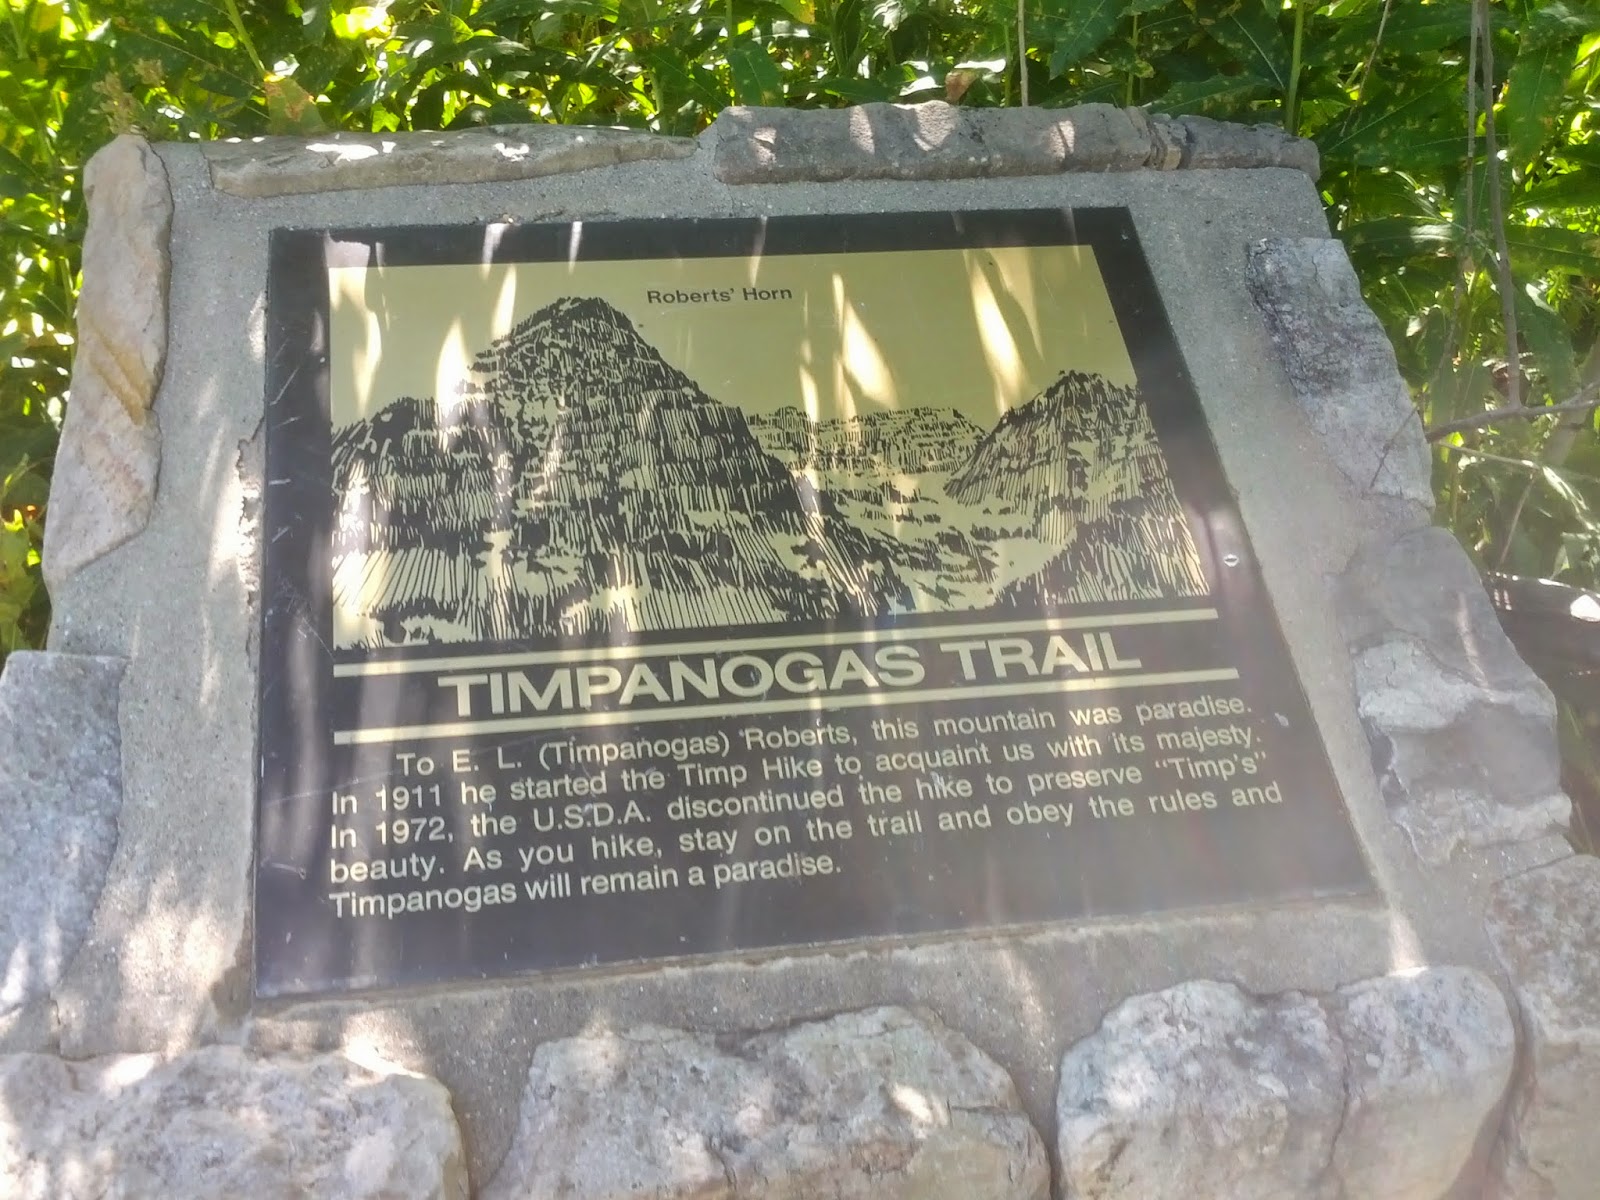 Roberts' Horn
TIMPANOGAS TRAIL
To E. L. (Timpanogas) Roberts, this mountain was paradise.
In 1911 he started the Timp Hike to acquaint us with its majesty.
In 1972, the U.S.D.A. discontinued the hike to preserve "Timp's"
beauty. As you hike, stay on the trail and obey the rules and
Timpanogas will remain a paradise.